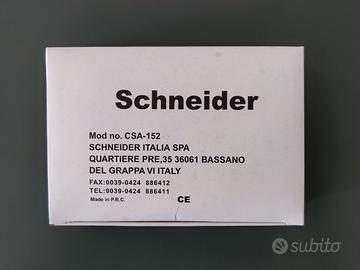 Schneider
Mod no. CSA-152
SCHNEIDER ITALIA SPA
QUARTIERE PRE,35 36061 BASSANO
DEL GRAPPA VI ITALY
FAX:0039-0424 886412
TEL:0039-0424 886411
Made in P.R.C. CE
subito